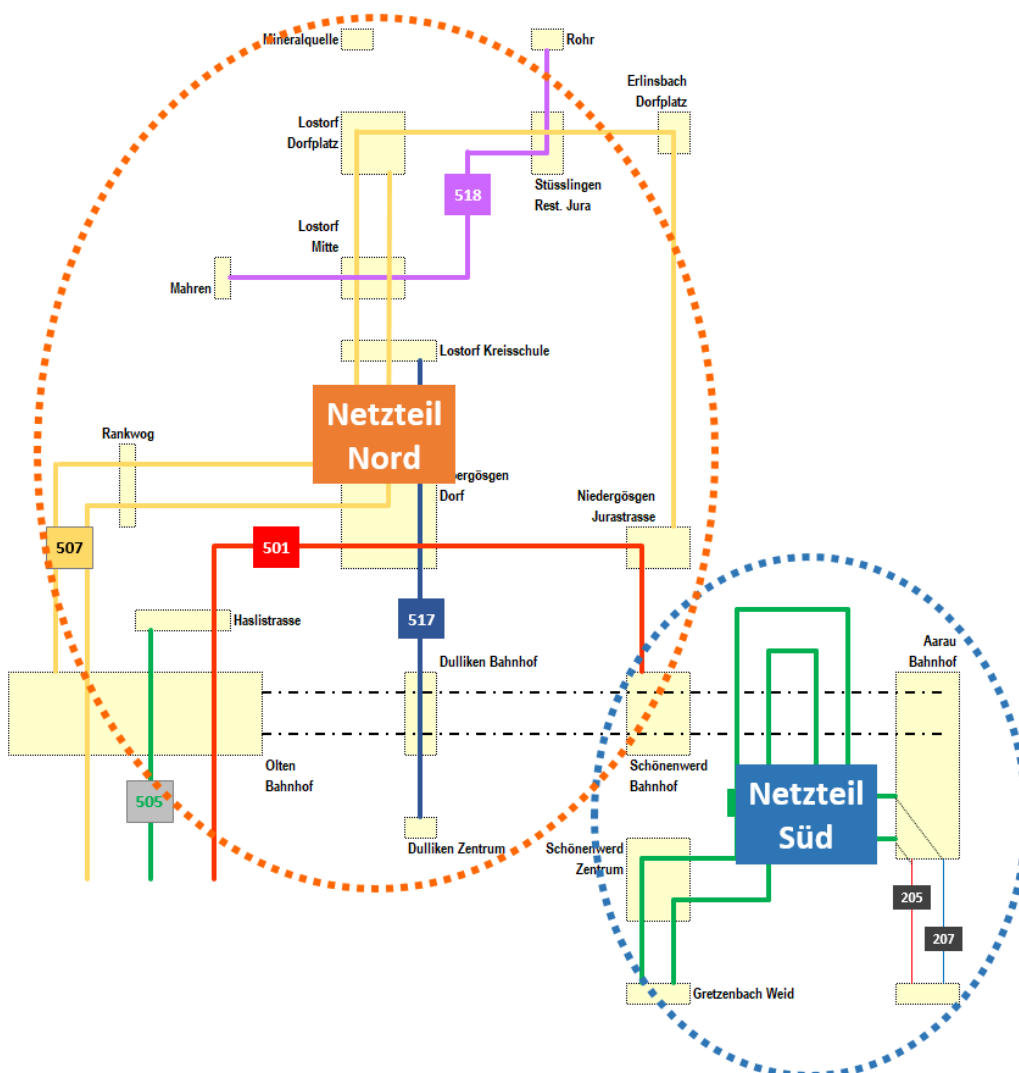 Mineralquelle
Rohr
Erlinsbach
Dorfplatz
Lostorf
Dorfplatz
518
Stüsslingen
Rest. Jura
Lostorf
Mitte
Mahren
Lostorf Kreisschule
Netzteil
Nord
Rankwog
bergösgen
Dorf
Niedergösgen
Jurastrasse
507
501
Haslistrasse
517
Dulliken Bahnhof
Aarau
Bahnhof
Olten
Bahnhof
Schönenwerd
Bahnhof
505
Netzteil
Süd
Dulliken Zentrum
Schönenwerd
Zentrum
205
207
Gretzenbach Weid